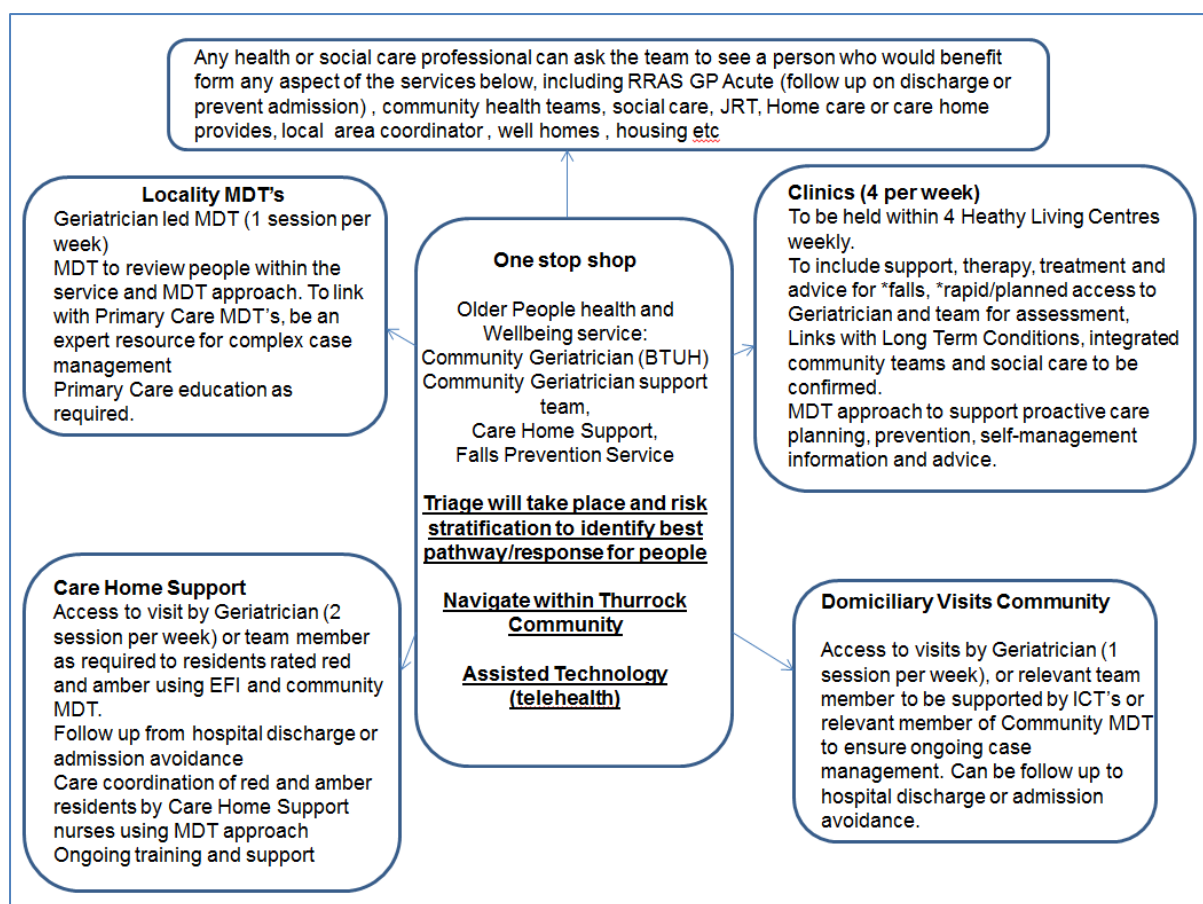 Any health or social care professional can ask the team to see a person who would benefit
form any aspect of the services below, including RRAS GP Acute (follow up on discharge or
prevent admission) , community health teams, social care, JRT, Home care or care home
provides, local area coordinator , well homes , housing etc
Locality MDT's
Geriatrician led MDT (1 session per
week)
MDT to review people within the
service and MDT approach. To link
with Primary Care MDT's, be an
expert resource for complex case
management
Primary Care education as
required.
One stop shop
Older People health and
Wellbeing service:
Community Geriatrician (BTUH)
Community Geriatrician support
team,
Care Home Support,
Falls Prevention Service
Triage will take place and risk
stratification to identify best
pathway/response for people
Navigate within Thurrock
Community
Assisted Technology
(telehealth)
Clinics (4 per week)
To be held within 4 Heathy Living Centres
weekly.
To include support, therapy, treatment and
advice for *falls, *rapid/planned access to
Geriatrician and team for assessment,
Links with Long Term Conditions, integrated
community teams and social care to be
confirmed.
MDT approach to support proactive care
planning, prevention, self-management
information and advice.
Care Home Support
Access to visit by Geriatrician (2
session per week) or team member
as required to residents rated red
and amber using EFI and community
MDT.
Follow up from hospital discharge or
admission avoidance
Care coordination of red and amber
residents by Care Home Support
nurses using MDT approach
Ongoing training and support
Domiciliary Visits Community
Access to visits by Geriatrician (1
session per week), or relevant team
member to be supported by ICT's or
relevant member of Community MDT
to ensure ongoing case
management. Can be follow up to
hospital discharge or admission
avoidance.